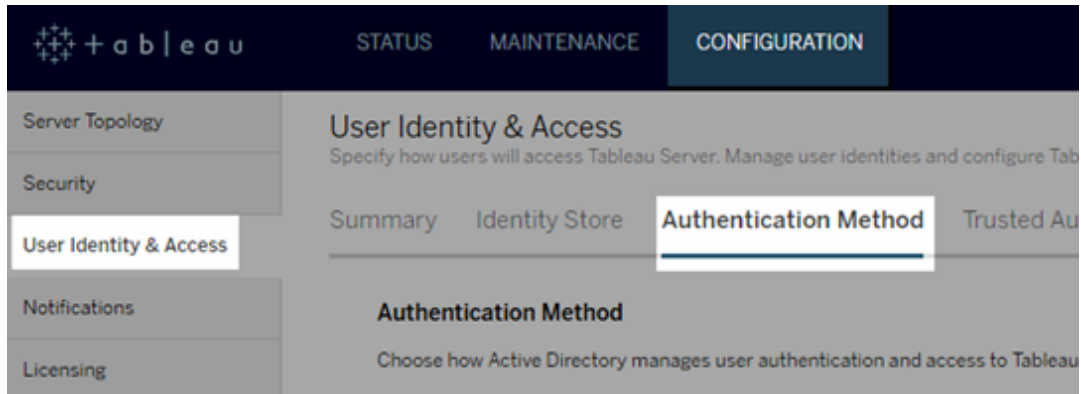 + a b | e a u
STATUS MAINTENANCE CONFIGURATION
Server Topology
Security
User Identity & Access
Notifications
Licensing
User Identity & Access
Specify how users will access Tableau Server. Manage user identities and configure Tab
Summary Identity Store Authentication Method Trusted Au
Authentication Method
Choose how Active Directory manages user authentication and access to Tableau